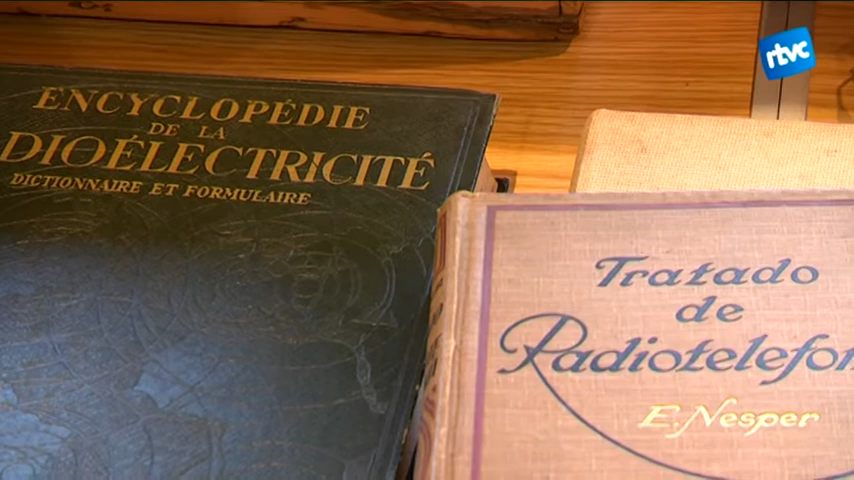 rtvc
ENCYCLOPÉDIE
DE LA
DIOÉLECTRICITÉ
DICTIONNAIRE ET FORMULAIRE
Tratado
de
Radiotelefon
E. Nesper